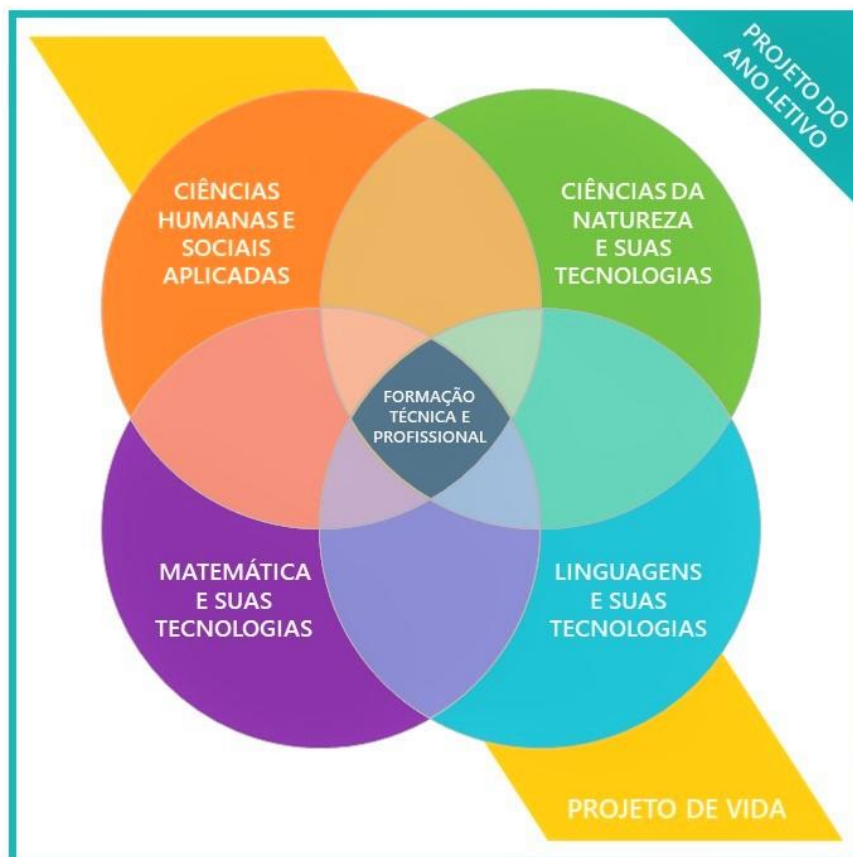 PROJETO DO
ANO LETIVO
CIÊNCIAS
HUMANAS E
SOCIAIS
APLICADAS
CIÊNCIAS DA
NATUREZA
E SUAS
TECNOLOGIAS
FORMAÇÃO
TÉCNICA E
PROFISSIONAL
MATEMÁTICA
E SUAS
TECNOLOGIAS
LINGUAGENS
E SUAS
TECNOLOGIAS
PROJETO DE VIDA